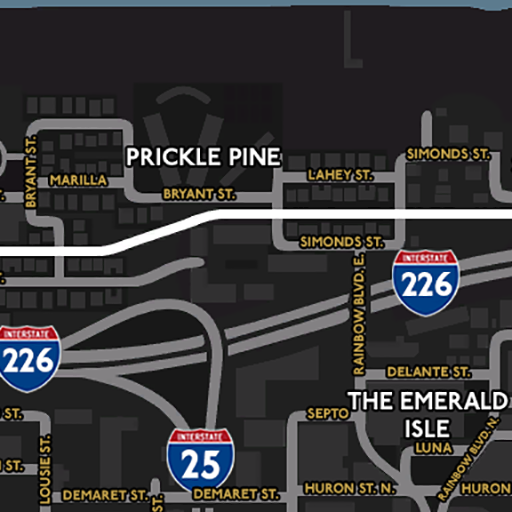 PRICKLE PINE
SIMONDS ST.
BRYANT ST.
MARILLA
LAHEY ST.
BRYANT ST.
SIMONDS ST.
INTERSTATE
226
RAINBOW BLVD. E.
INTERSTATE
226
DELANTE ST.
THE EMERALD
ISLE
ST.
SEPTO
LUNA
RAINBOW BLVD. N.
INTERSTATE
25
ST.
LOUSIE ST.
DEMARET ST.
ST.
DEMARET ST.
HURON ST. N.
HURON